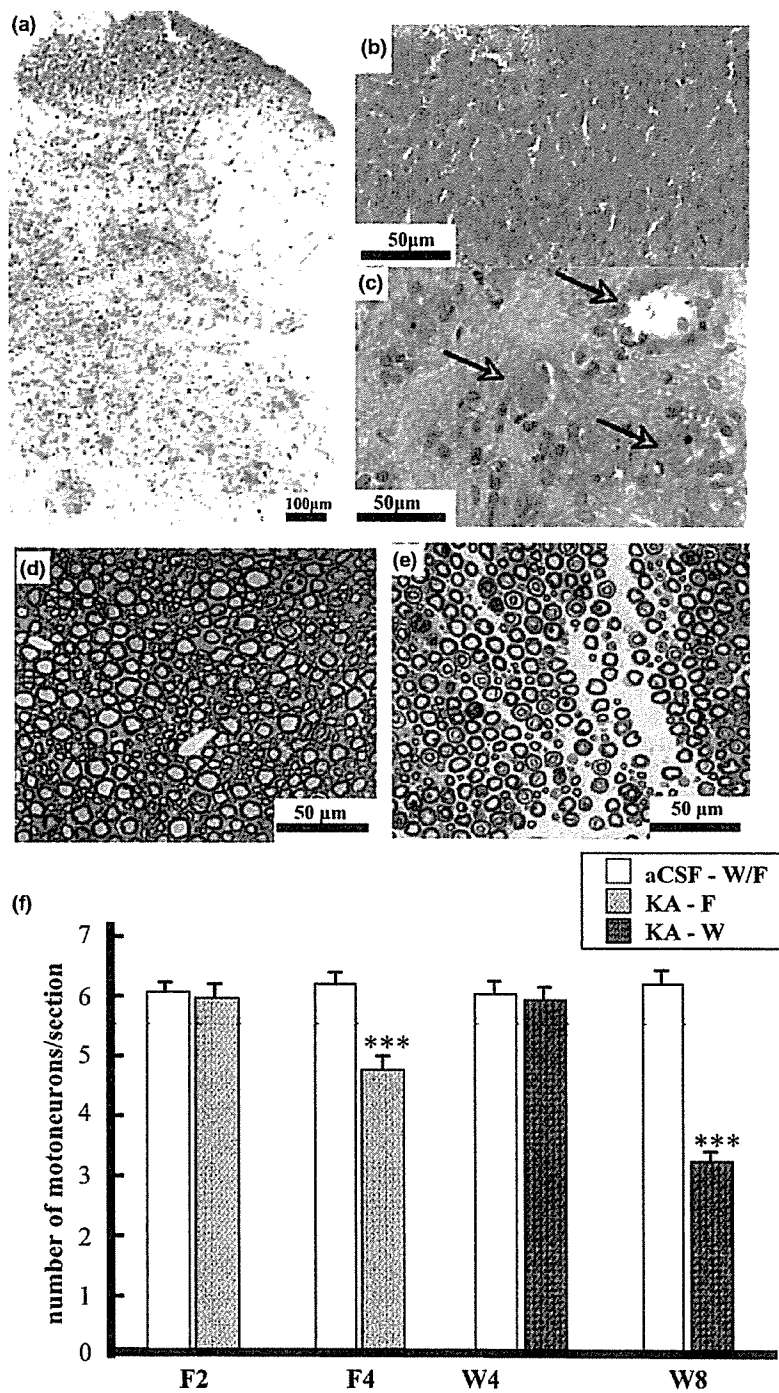 (a)
100µm
(b)
50µm
(c)
50µm
(d)
50 µm
(e)
50 µm
(f)
aCSF - W/F
KA - F
KA - W
number of motoneurons/section
7
6
5
4
3
2
1
0
***
***
F2
F4
W4
W8